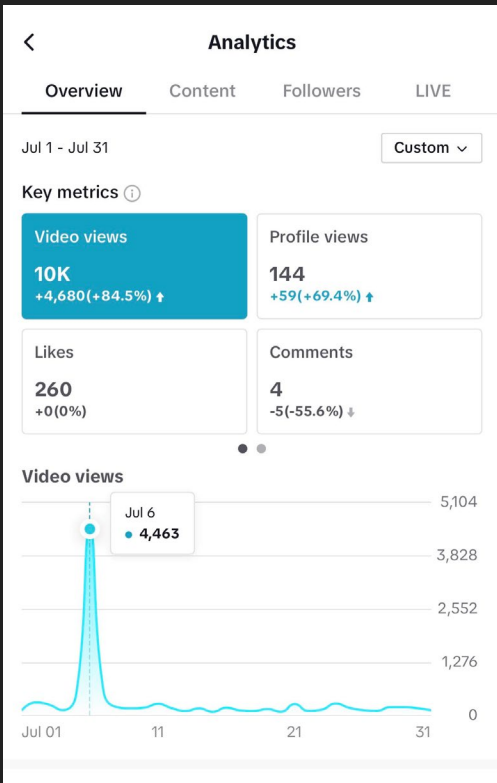 Analytics
Overview Content Followers LIVE
Jul 1 - Jul 31 Custom
Key metrics
Video views
10K
+4,680(+84.5%)
Profile views
144
+59(+69.4%)
Likes
260
+0(0%)
Comments
4
-5(-55.6%)
Video views
Jul 6
4,463
5,104
3,828
2,552
1,276
0
Jul 01 11 21 31